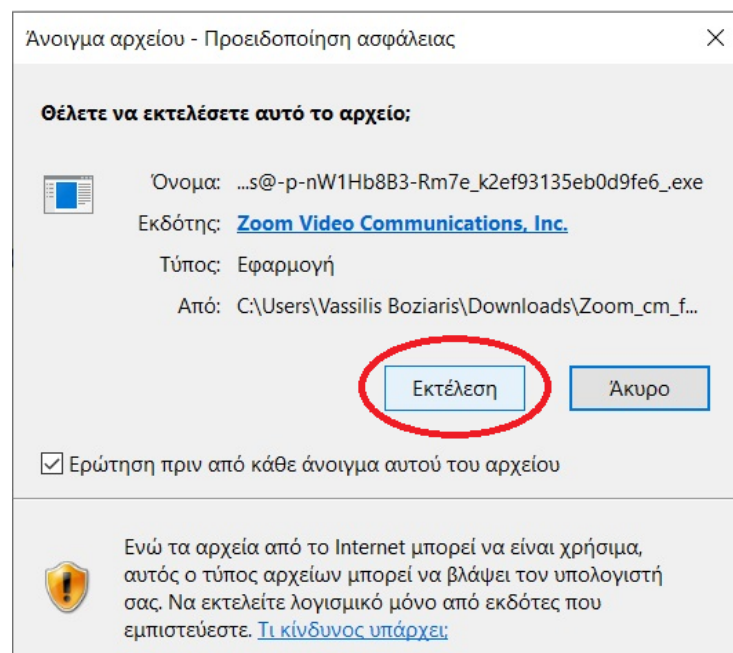 Άνοιγμα αρχείου - Προειδοποίηση ασφάλειας
Θέλετε να εκτελέσετε αυτό το αρχείο;
Όνομα: ...s@-p-nW1Hb8B3-Rm7e_k2ef93135eb0d9fe6_.exe
Εκδότης: Zoom Video Communications, Inc.
Τύπος: Εφαρμογή
Από: C:\Users\Vassilis Boziaris\Downloads\Zoom_cm_f...
Εκτέλεση Άκυρο
Ερώτηση πριν από κάθε άνοιγμα αυτού του αρχείου
Ενώ τα αρχεία από το Internet μπορεί να είναι χρήσιμα,
αυτός ο τύπος αρχείων μπορεί να βλάψει τον υπολογιστή
σας. Να εκτελείτε λογισμικό μόνο από εκδότες που
εμπιστεύεστε. Τι κίνδυνος υπάρχει;